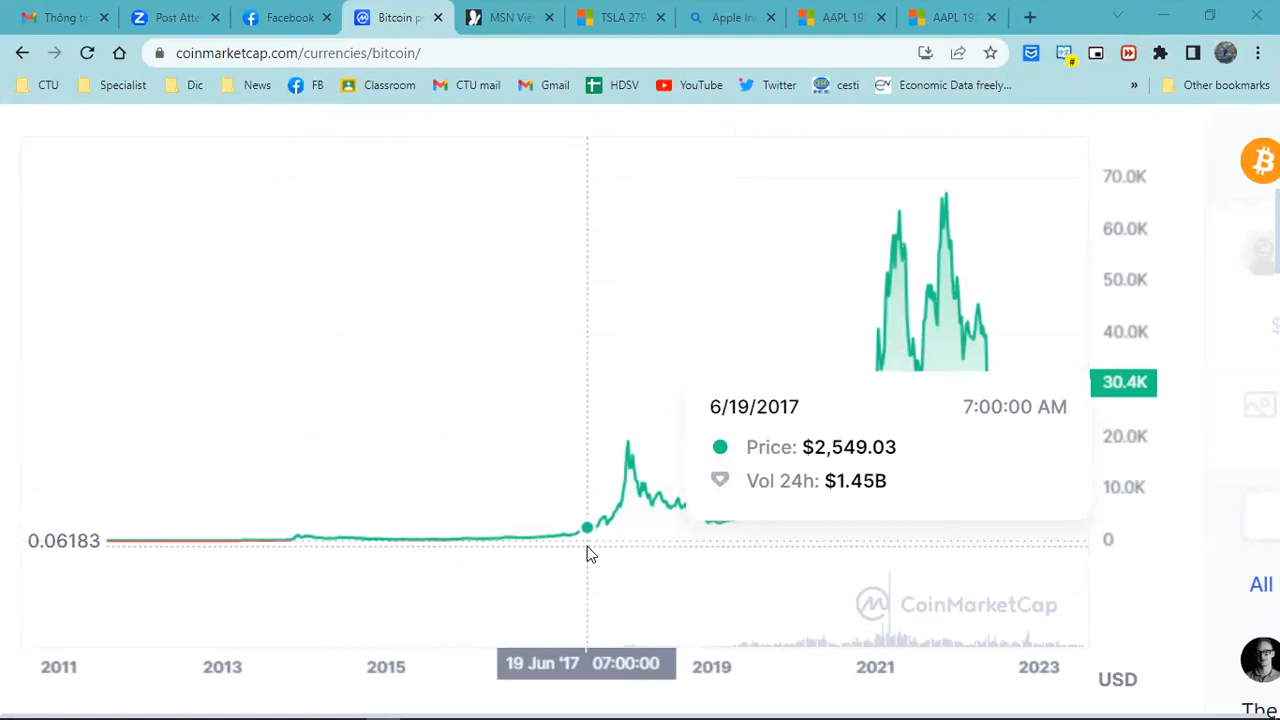 Thông tir
Post Atte
Facebook
Bitcoin p
MSN Vie
TSLA 279
Apple In
AAPL 19
AAPL 19
coinmarketcap.com/currencies/bitcoin/
CTU Specialist Dic News FB Classroom CTU mail Gmail HDSV YouTube Twitter cesti Economic Data freely... » Other bookmarks
70.0K
60.0K
50.0K
40.0K
30.4K
6/19/2017 7:00:00 AM
20.0K
Price: $2,549.03
Vol 24h: $1.45B
10.0K
0.06183
0
All
CoinMarketCap
2011 2013 2015 19 Jun '17 07:00:00 2019 2021 2023
USD
The